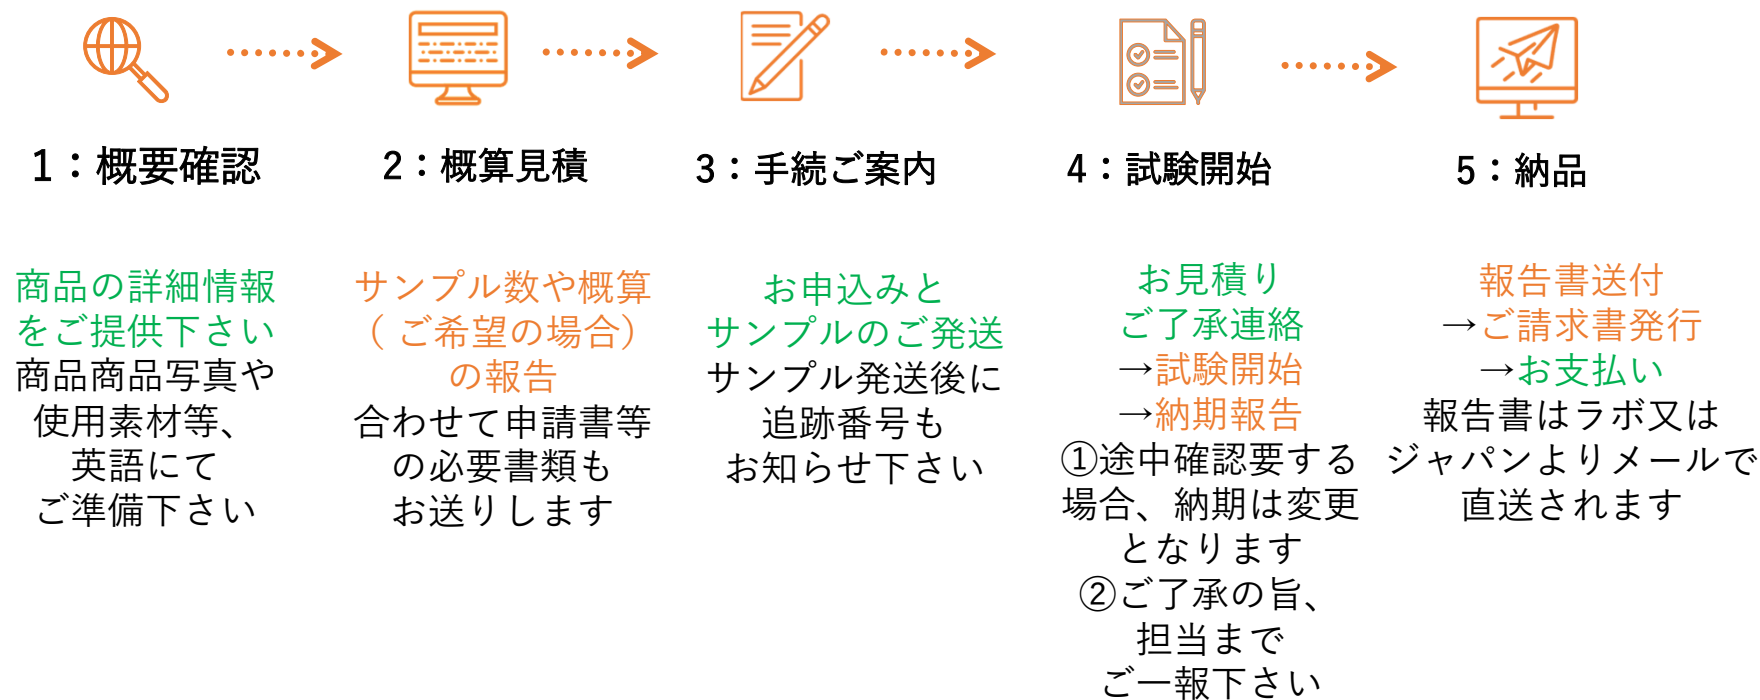 1：概要確認
商品の詳細情報
をご提供下さい
商品商品写真や
使用素材等、
英語にて
ご準備下さい
2：概算見積
サンプル数や概算
（ご希望の場合）
の報告
合わせて申請書等
の必要書類も
お送りします
3：手続ご案内
お申込みと
サンプルのご発送
サンプル発送後に
追跡番号も
お知らせ下さい
4：試験開始
お見積り
ご了承連絡
→試験開始
→納期報告
①途中確認要する
場合、納期は変更
となります
②ご了承の旨、
担当まで
ご一報下さい
5：納品
報告書送付
→ご請求書発行
→お支払い
報告書はラボ又は
ジャパンよりメールで
直送されます